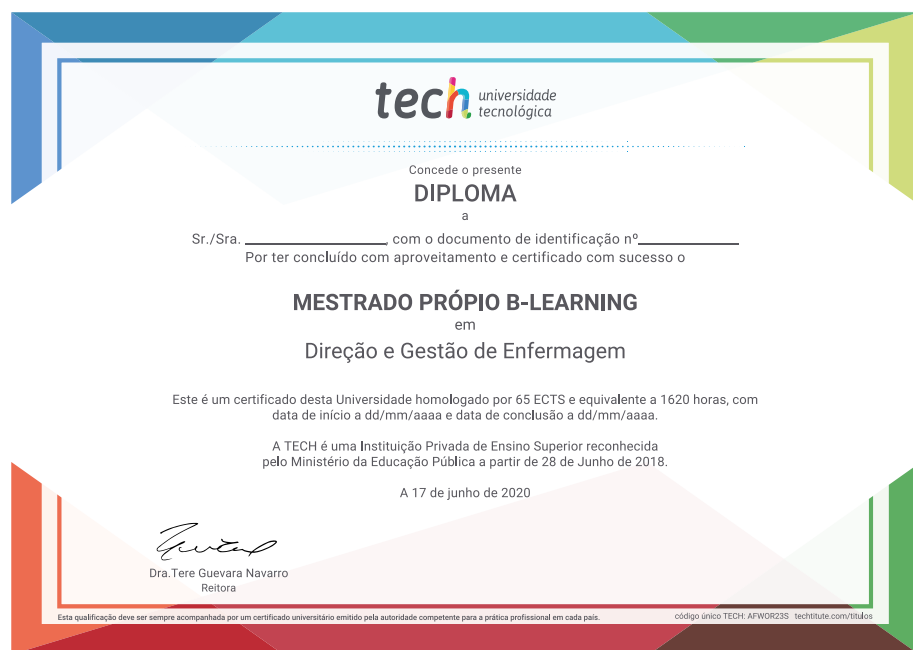 tech universidade
tecnológica
Concede o presente
DIPLOMA
a
Sr./Sra. ____________________, com o documento de identificação nº______________
Por ter concluído com aproveitamento e certificado com sucesso o
MESTRADO PRÓPIO B-LEARNING
em
Direção e Gestão de Enfermagem
Este é um certificado desta Universidade homologado por 65 ECTS e equivalente a 1620 horas, com
data de início a dd/mm/aaaa e data de conclusão a dd/mm/aaaa.
A TECH é uma Instituição Privada de Ensino Superior reconhecida
pelo Ministério da Educação Pública a partir de 28 de Junho de 2018.
A 17 de junho de 2020
Dra.Tere Guevara Navarro
Reitora
Esta qualificação deve ser sempre acompanhada por um certificado universitário emitido pela autoridade competente para a prática profissional em cada país.
código único TECH: AFWOR23S techtitute.com/titulos